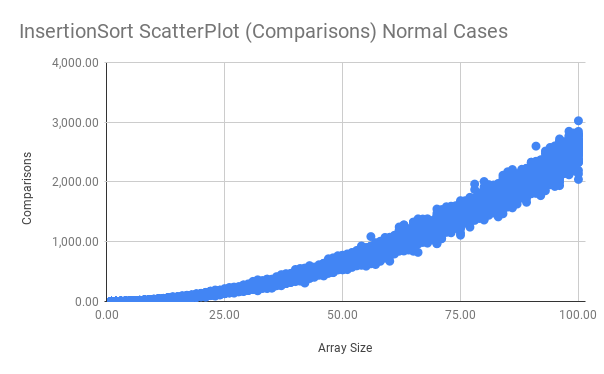 InsertionSort ScatterPlot (Comparisons) Normal Cases
4,000.00
3,000.00
2,000.00
1,000.00
0.00
Comparisons
0.00 25.00 50.00 75.00 100.00
Array Size